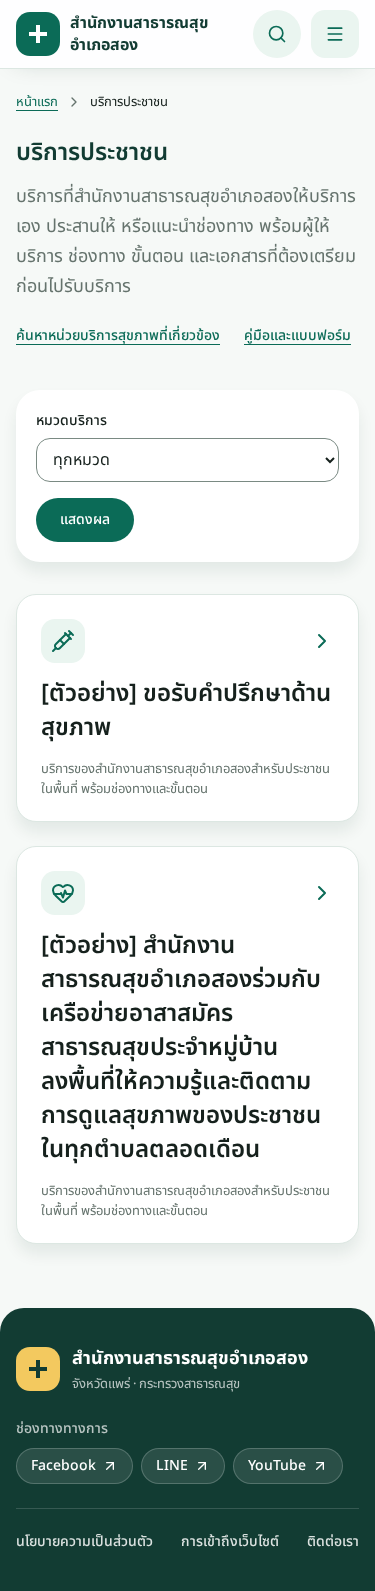 สำนักงานสาธารณสุข
อำเภอสอง
หน้าแรก
บริการประชาชน
บริการประชาชน
บริการที่สำนักงานสาธารณสุขอำเภอสองให้บริการ
เอง ประสานให้ หรือแนะนำช่องทาง พร้อมผู้ให้
บริการ ช่องทาง ขั้นตอน และเอกสารที่ต้องเตรียม
ก่อนไปรับบริการ
ค้นหาหน่วยบริการสุขภาพที่เกี่ยวข้อง
คู่มือและแบบฟอร์ม
หมวดบริการ
ทุกหมวด
แสดงผล
[ตัวอย่าง] ขอรับคำปรึกษาด้าน
สุขภาพ
บริการของสำนักงานสาธารณสุขอำเภอสองสำหรับประชาชน
ในพื้นที่ พร้อมช่องทางและขั้นตอน
[ตัวอย่าง] สำนักงาน
สาธารณสุขอำเภอสองร่วมกับ
เครือข่ายอาสาสมัคร
สาธารณสุขประจำหมู่บ้าน
ลงพื้นที่ให้ความรู้และติดตาม
การดูแลสุขภาพของประชาชน
ในทุกตำบลตลอดเดือน
บริการของสำนักงานสาธารณสุขอำเภอสองสำหรับประชาชน
ในพื้นที่ พร้อมช่องทางและขั้นตอน
สำนักงานสาธารณสุขอำเภอสอง
จังหวัดแพร่ · กระทรวงสาธารณสุข
ช่องทางทางการ
Facebook
LINE
YouTube
นโยบายความเป็นส่วนตัว
การเข้าถึงเว็บไซต์
ติดต่อเรา